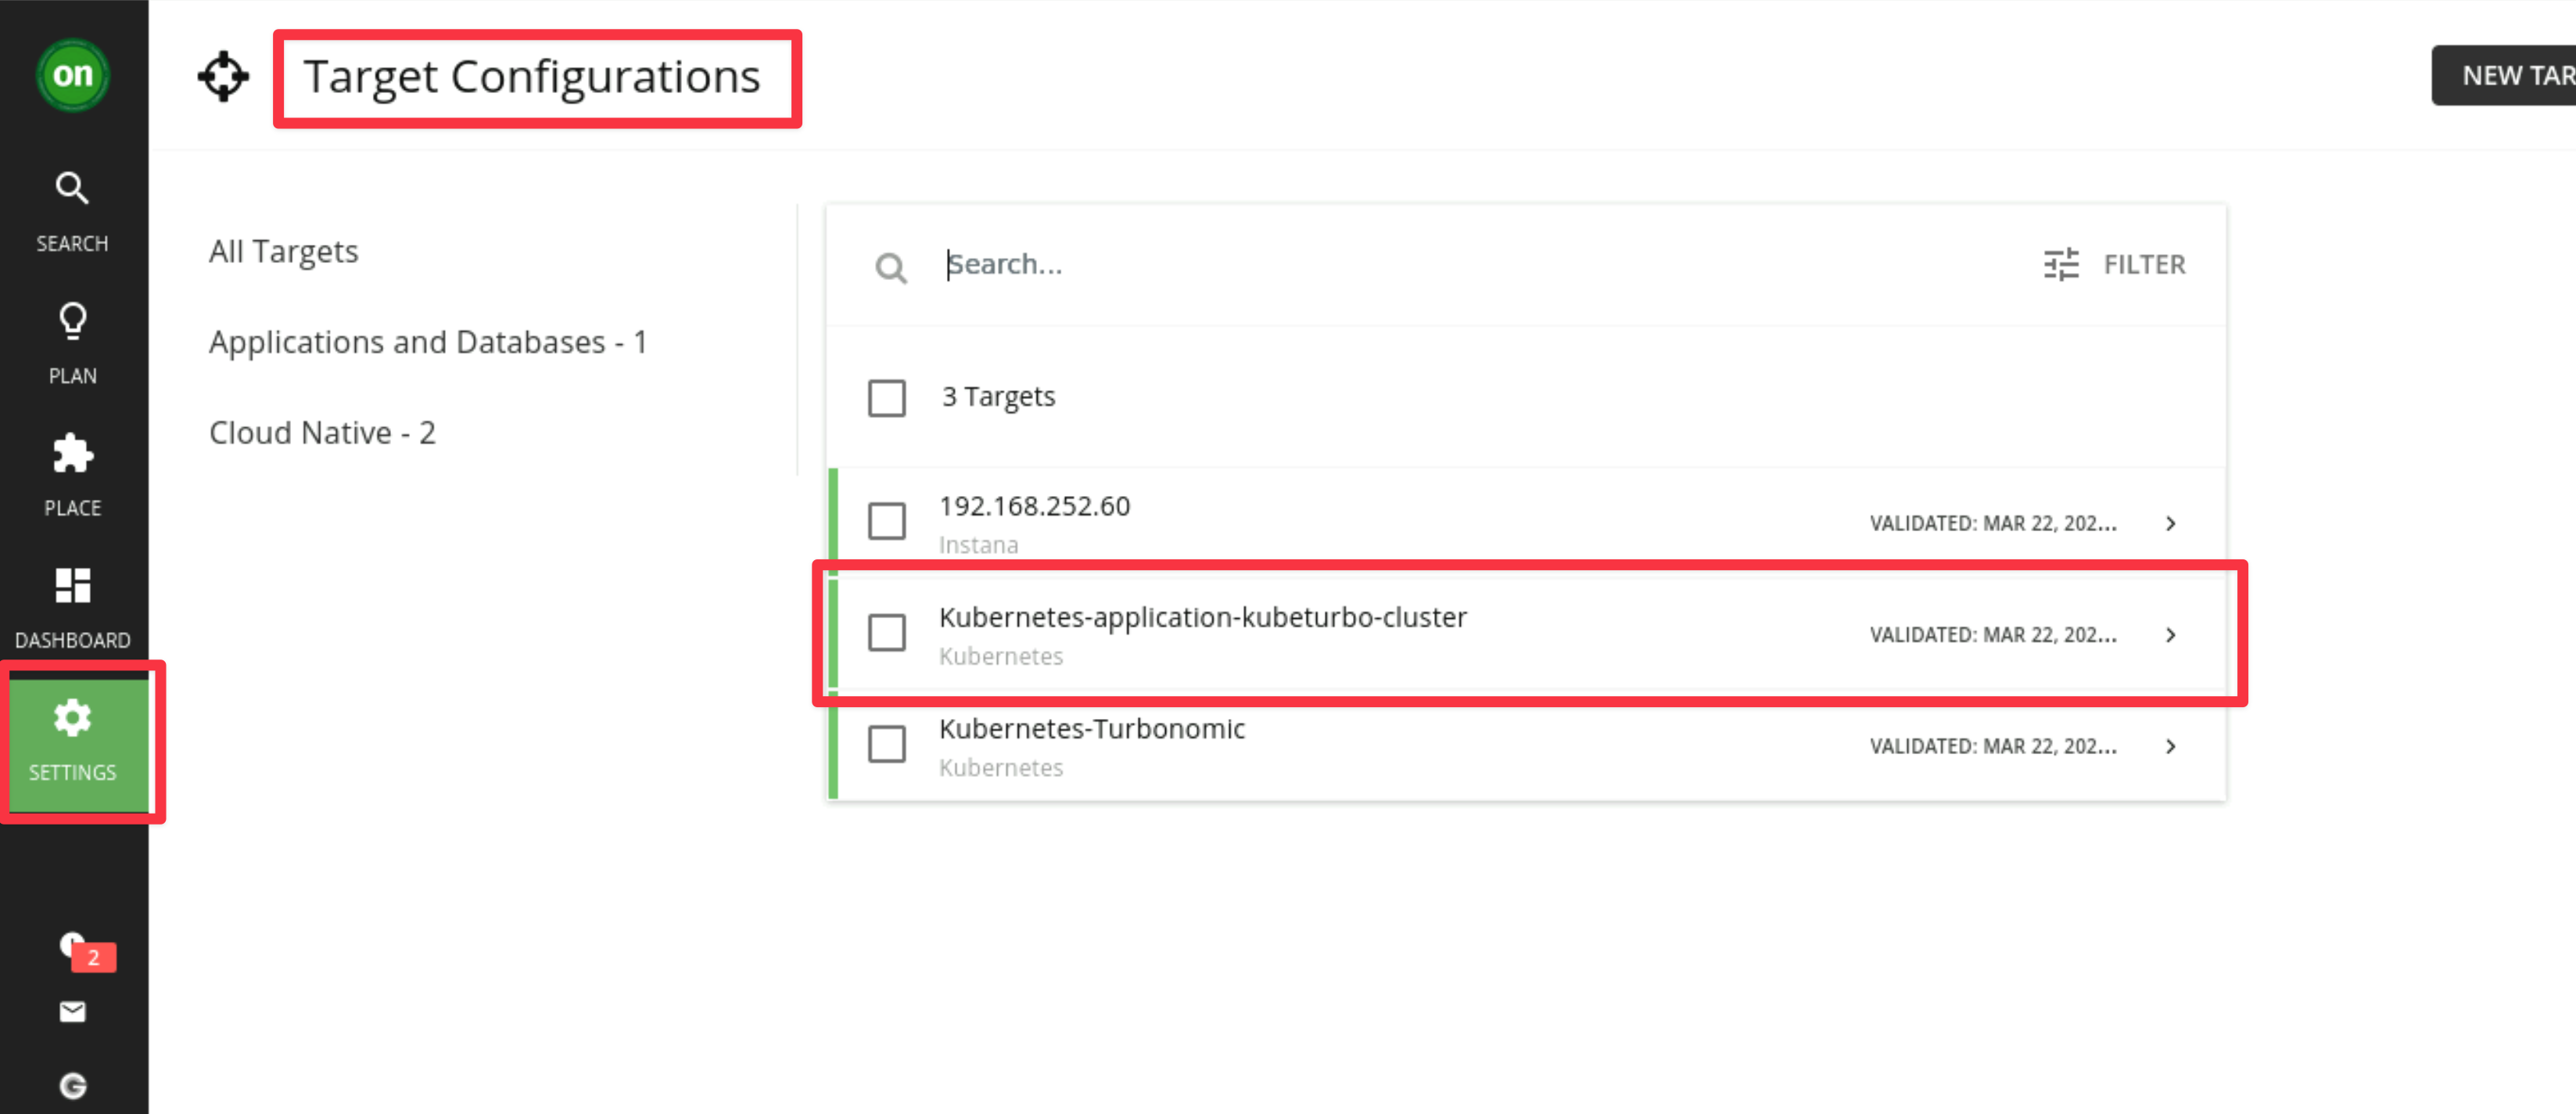 on
Target Configurations
NEW TAR
SEARCH
PLAN
PLACE
DASHBOARD
SETTINGS
2
All Targets
Applications and Databases - 1
Cloud Native - 2
Search...
FILTER
3 Targets
192.168.252.60
Instana
VALIDATED: MAR 22, 202...
Kubernetes-application-kubeturbo-cluster
Kubernetes
VALIDATED: MAR 22, 202...
Kubernetes-Turbonomic
Kubernetes
VALIDATED: MAR 22, 202...